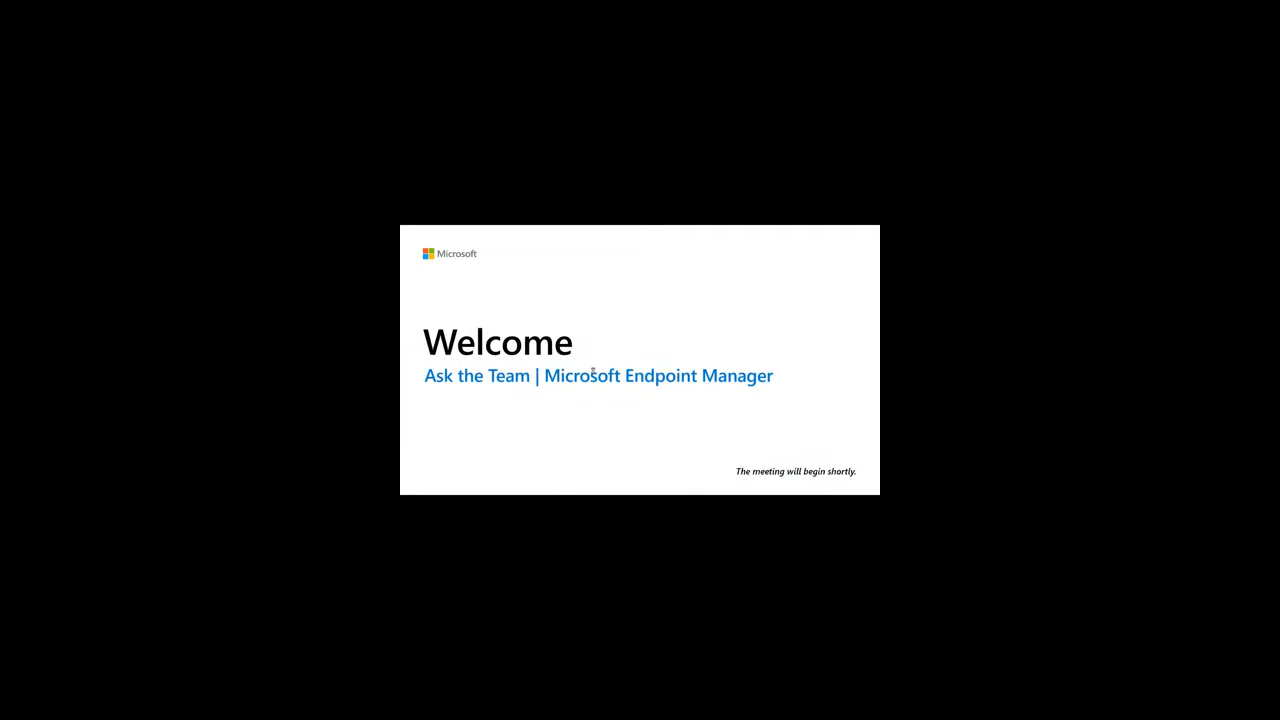 Microsoft
Welcome
Ask the Team | Microsoft Endpoint Manager
The meeting will begin shortly.